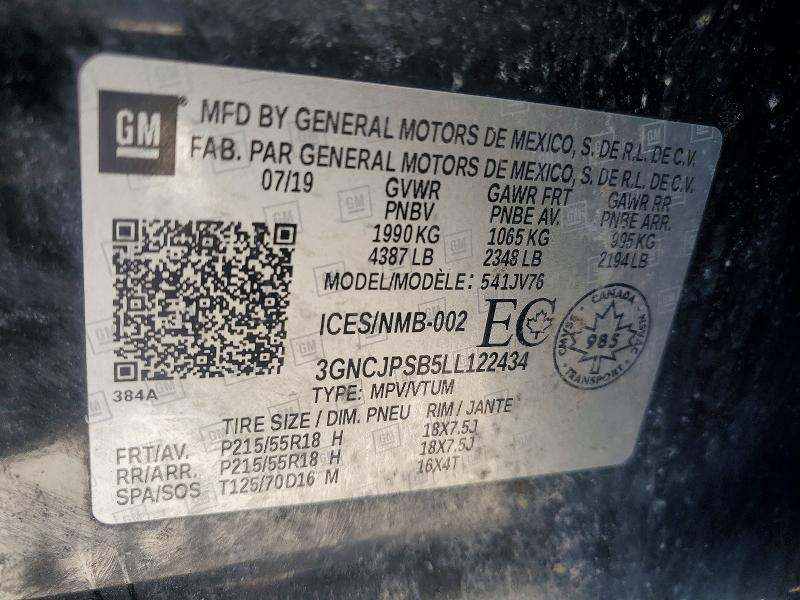 GM ® MFD BY GENERAL MOTORS DE MEXICO, S. DE R.L. DE C.V.
FAB. PAR GENERAL MOTORS DE MEXICO, S. DE R.L. DE C.V.
07/19 GVWR GAWR FRT GAWR RR
PNBV PNBE AV. PNBE ARR.
1990 KG 1065 KG 995 KG
4387 LB 2348 LB 2194 LB
MODEL/MODÈLE: 541JV76
ICES/NMB-002 EC
CANADA
CMVSS 985 NSVAC
TRANSPORT
3GNCJPSB5LL122434
TYPE: MPV/VTUM
384A
TIRE SIZE / DIM. PNEU RIM / JANTE
FRT/AV. P215/55R18 H 18X7.5J
RR/ARR. P215/55R18 H 18X7.5J
SPA/SOS T125/70D16 M 16X4T